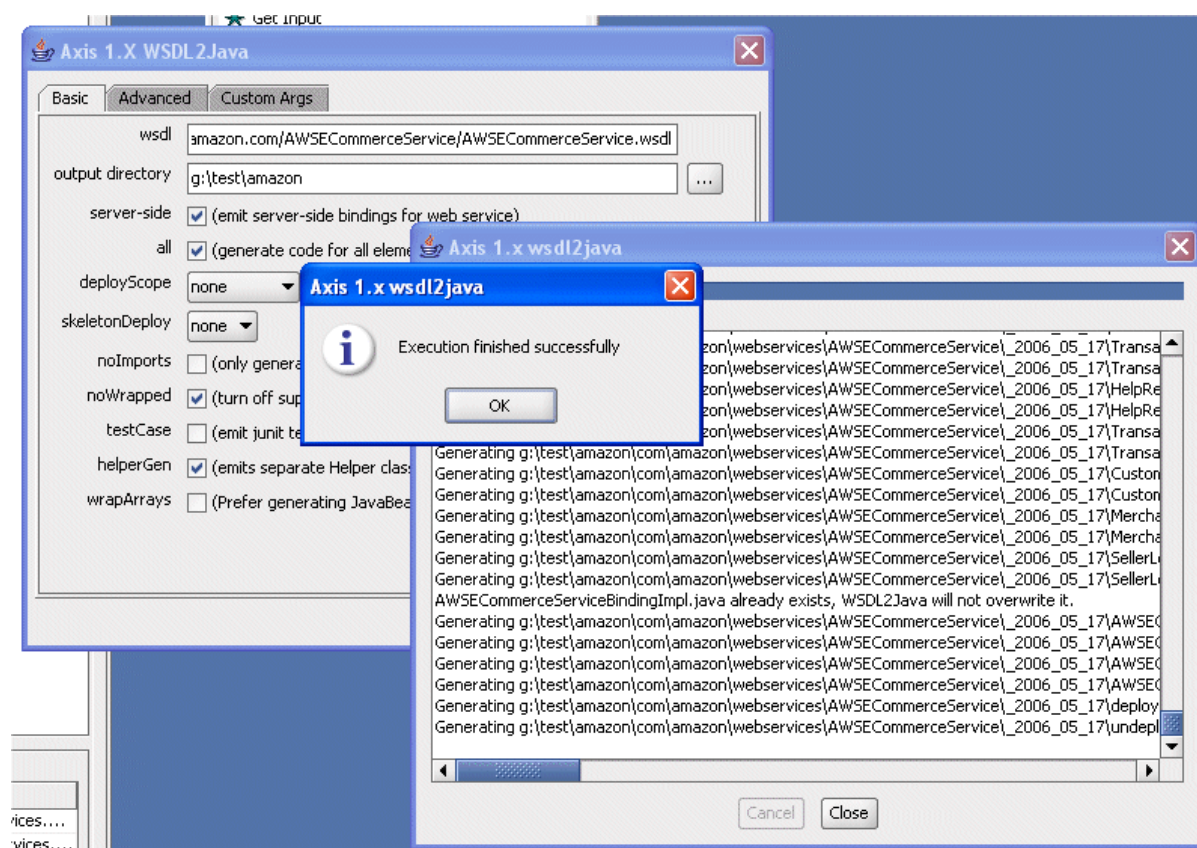 Get Input
Axis 1.X WSDL2Java
Basic Advanced Custom Args
wsdl amazon.com/AWSECommerceService/AWSECommerceService.wsdl
output directory g:\test\amazon ...
server-side (emit server-side bindings for web service)
all (generate code for all eleme
deployScope none
skeletonDeploy none
noImports (only genera
noWrapped (turn off sup
testCase (emit junit te
helperGen (emits separate Helper clas
wrapArrays (Prefer generating JavaBea
Axis 1.x wsdl2java
Axis 1.x wsdl2java
Execution finished successfully
OK
zon\webservices\AWSECommerceService\_2006_05_17\Transa
zon\webservices\AWSECommerceService\_2006_05_17\Transa
zon\webservices\AWSECommerceService\_2006_05_17\HelpRe
zon\webservices\AWSECommerceService\_2006_05_17\HelpRe
zon\webservices\AWSECommerceService\_2006_05_17\Transa
Generating g:\test\amazon\com\amazon\webservices\AWSECommerceService\_2006_05_17\Transa
Generating g:\test\amazon\com\amazon\webservices\AWSECommerceService\_2006_05_17\Custom
Generating g:\test\amazon\com\amazon\webservices\AWSECommerceService\_2006_05_17\Custom
Generating g:\test\amazon\com\amazon\webservices\AWSECommerceService\_2006_05_17\Mercha
Generating g:\test\amazon\com\amazon\webservices\AWSECommerceService\_2006_05_17\Mercha
Generating g:\test\amazon\com\amazon\webservices\AWSECommerceService\_2006_05_17\SellerL
Generating g:\test\amazon\com\amazon\webservices\AWSECommerceService\_2006_05_17\SellerL
AWSECommerceServiceBindingImpl.java already exists, WSDL2Java will not overwrite it.
Generating g:\test\amazon\com\amazon\webservices\AWSECommerceService\_2006_05_17\AWSEC
Generating g:\test\amazon\com\amazon\webservices\AWSECommerceService\_2006_05_17\AWSEC
Generating g:\test\amazon\com\amazon\webservices\AWSECommerceService\_2006_05_17\AWSEC
Generating g:\test\amazon\com\amazon\webservices\AWSECommerceService\_2006_05_17\AWSEC
Generating g:\test\amazon\com\amazon\webservices\AWSECommerceService\_2006_05_17\deploy
Generating g:\test\amazon\com\amazon\webservices\AWSECommerceService\_2006_05_17\undepl
Cancel Close
vices....
vices....